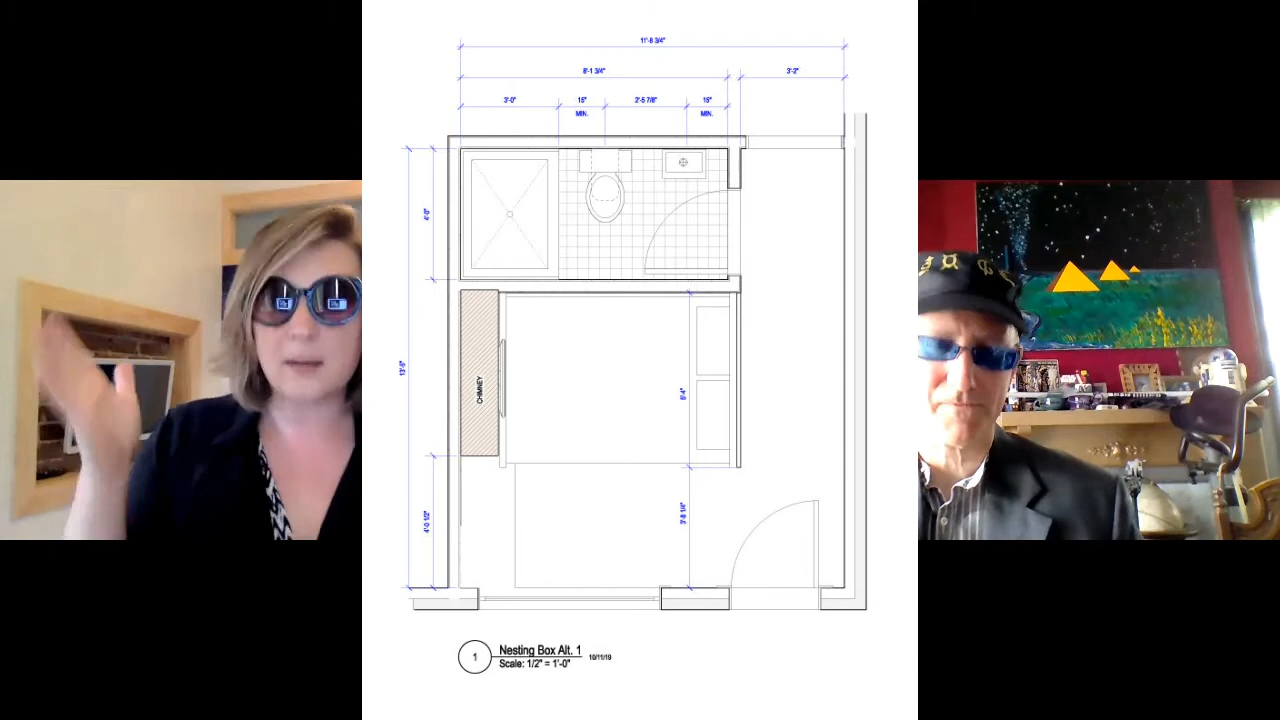 11'-8 3/4"
8'-1 3/4"
3'-2"
3'-0"
15"
2'-5 7/8"
15"
MIN.
MIN.
4'-0"
13'-5"
CHIMNEY
6'-4"
4'-0 1/2"
3'-8 1/4"
1
Nesting Box Alt. 1
10/11/19
Scale: 1/2" = 1'-0"